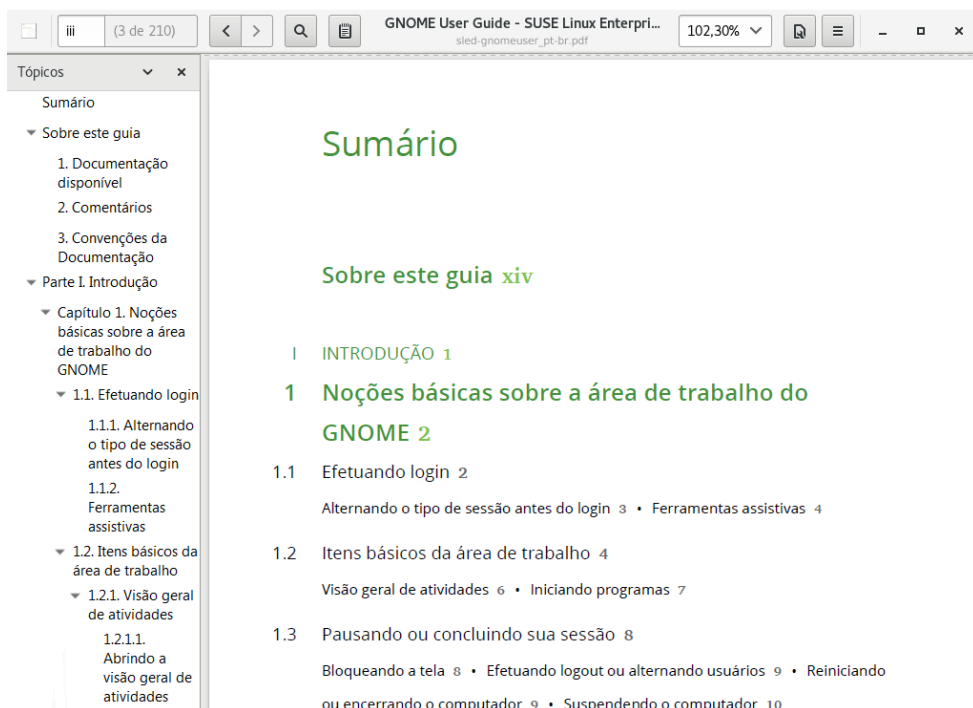 iii (3 de 210) GNOME User Guide - SUSE Linux Enterpri... 102,30%
sled-gnomeuser_pt-br.pdf
Tópicos
Sumário
Sobre este guia
1. Documentação
disponível
2. Comentários
3. Convenções da
Documentação
Parte I. Introdução
Capítulo 1. Noções
básicas sobre a área
de trabalho do
GNOME
1.1. Efetuando login
1.1.1. Alternando
o tipo de sessão
antes do login
1.1.2.
Ferramentas
assistivas
1.2. Itens básicos da
área de trabalho
1.2.1. Visão geral
de atividades
1.2.1.1.
Abrindo a
visão geral de
atividades
Sumário
Sobre este guia xiv
I INTRODUÇÃO 1
1 Noções básicas sobre a área de trabalho do
GNOME 2
1.1 Efetuando login 2
Alternando o tipo de sessão antes do login 3 • Ferramentas assistivas 4
1.2 Itens básicos da área de trabalho 4
Visão geral de atividades 6 • Iniciando programas 7
1.3 Pausando ou concluindo sua sessão 8
Bloqueando a tela 8 • Efetuando logout ou alternando usuários 9 • Reiniciando
ou encerrando o computador 9 • Suspendendo o computador 10